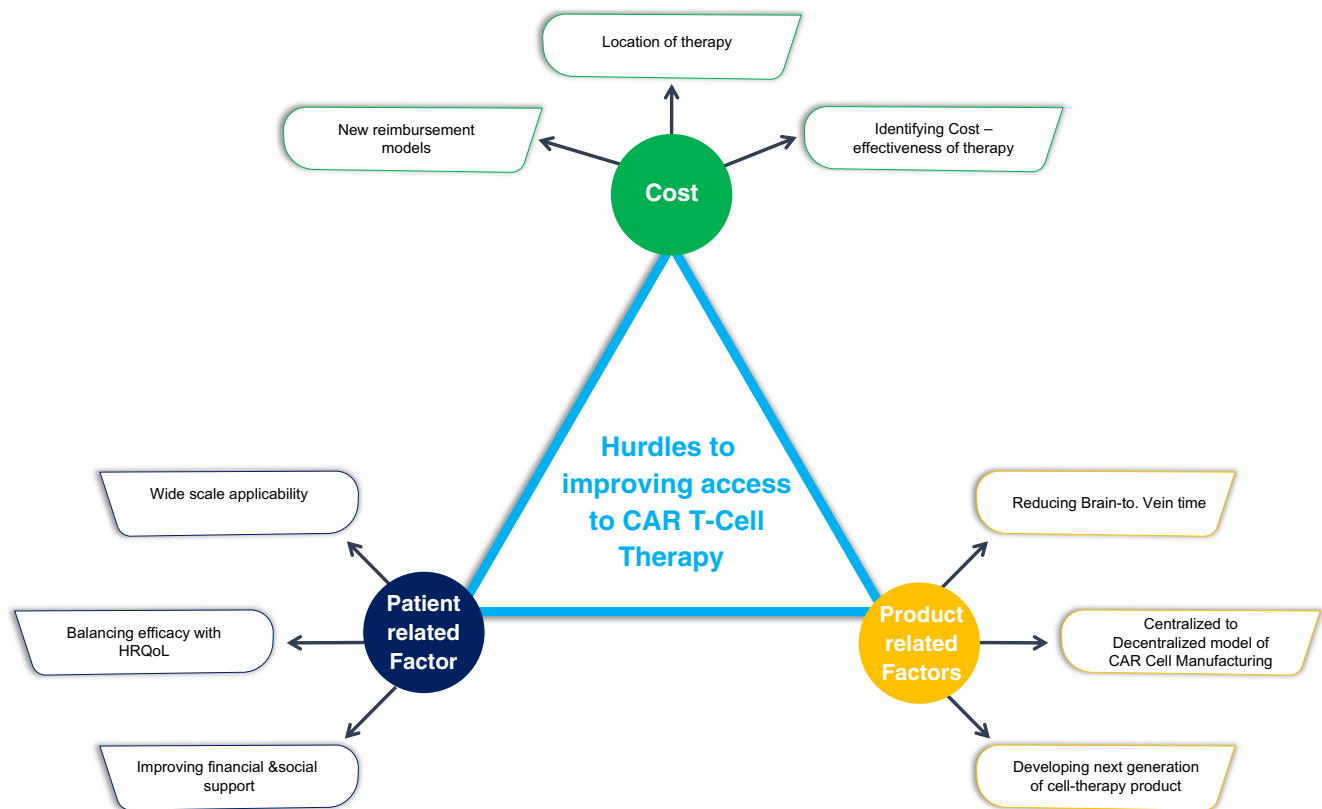 Location of therapy
New reimbursement
models
Identifying Cost –
effectiveness of therapy
Cost
Hurdles to
improving access
to CAR T-Cell
Therapy
Wide scale applicability
Balancing efficacy with
HRQoL
Improving financial &social
support
Patient
related
Factor
Product
related
Factors
Reducing Brain-to. Vein time
Centralized to
Decentralized model of
CAR Cell Manufacturing
Developing next generation
of cell-therapy product